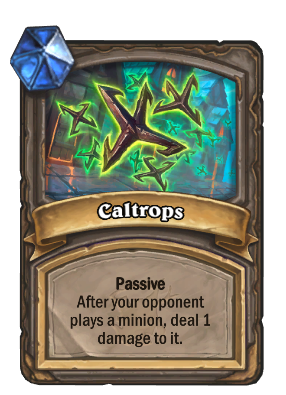 Caltrops
Passive
After your opponent
plays a minion, deal 1
damage to it.